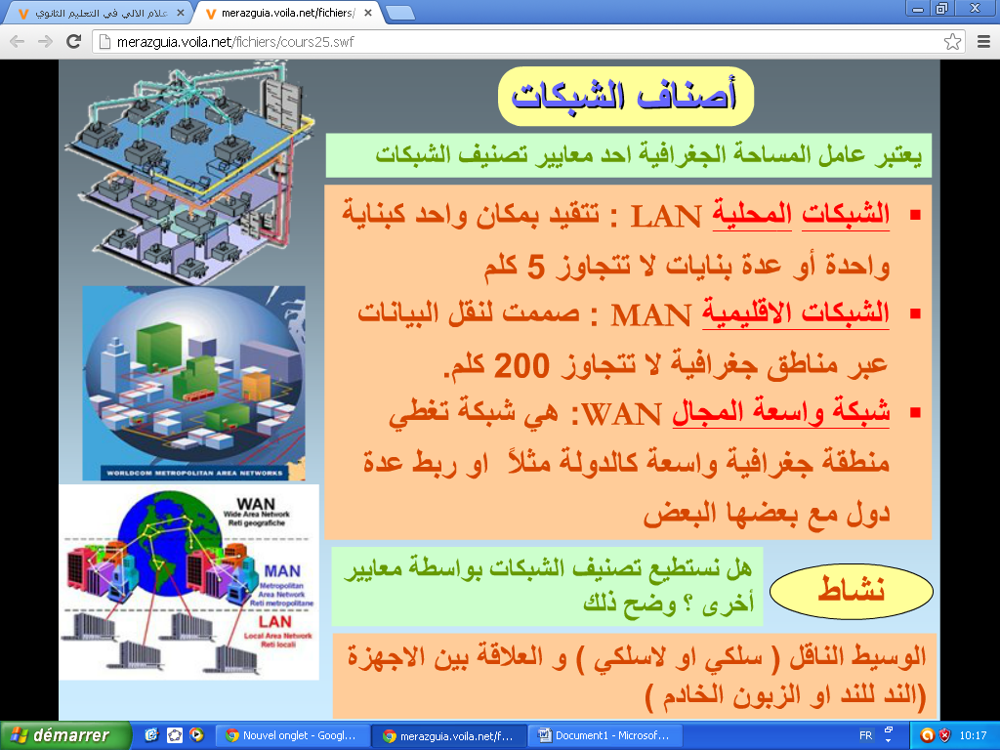 علام الالي في التعليم الثانوي
merazguia.voila.net/fichiers/
merazguia.voila.net/fichiers/cours25.swf
أصناف الشبكات
يعتبر عامل المساحة الجغرافية احد معايير تصنيف الشبكات
▪ الشبكات المحلية LAN : تتقيد بمكان واحد كبناية
واحدة أو عدة بنايات لا تتجاوز 5 كلم
▪ الشبكات الاقليمية MAN : صممت لنقل البيانات
عبر مناطق جغرافية لا تتجاوز 200 كلم.
▪ شبكة واسعة المجال WAN: هي شبكة تغطي
منطقة جغرافية واسعة كالدولة مثلاً او ربط عدة
دول مع بعضها البعض
WORLDCOM METROPOLITAN AREA NETWORKS
WAN
Wide Area Network
Reti geografiche
MAN
Metropolitan
Area Network
Reti metropolitane
LAN
Local Area Network
Reti locali
نشاط
هل نستطيع تصنيف الشبكات بواسطة معايير
أخرى ؟ وضح ذلك
الوسيط الناقل ( سلكي او لاسلكي ) و العلاقة بين الاجهزة
(الند للند او الزبون الخادم )
démarrer
Nouvel onglet - Googl...
merazguia.voila.net/f...
Document1 - Microsof...
FR
10:17